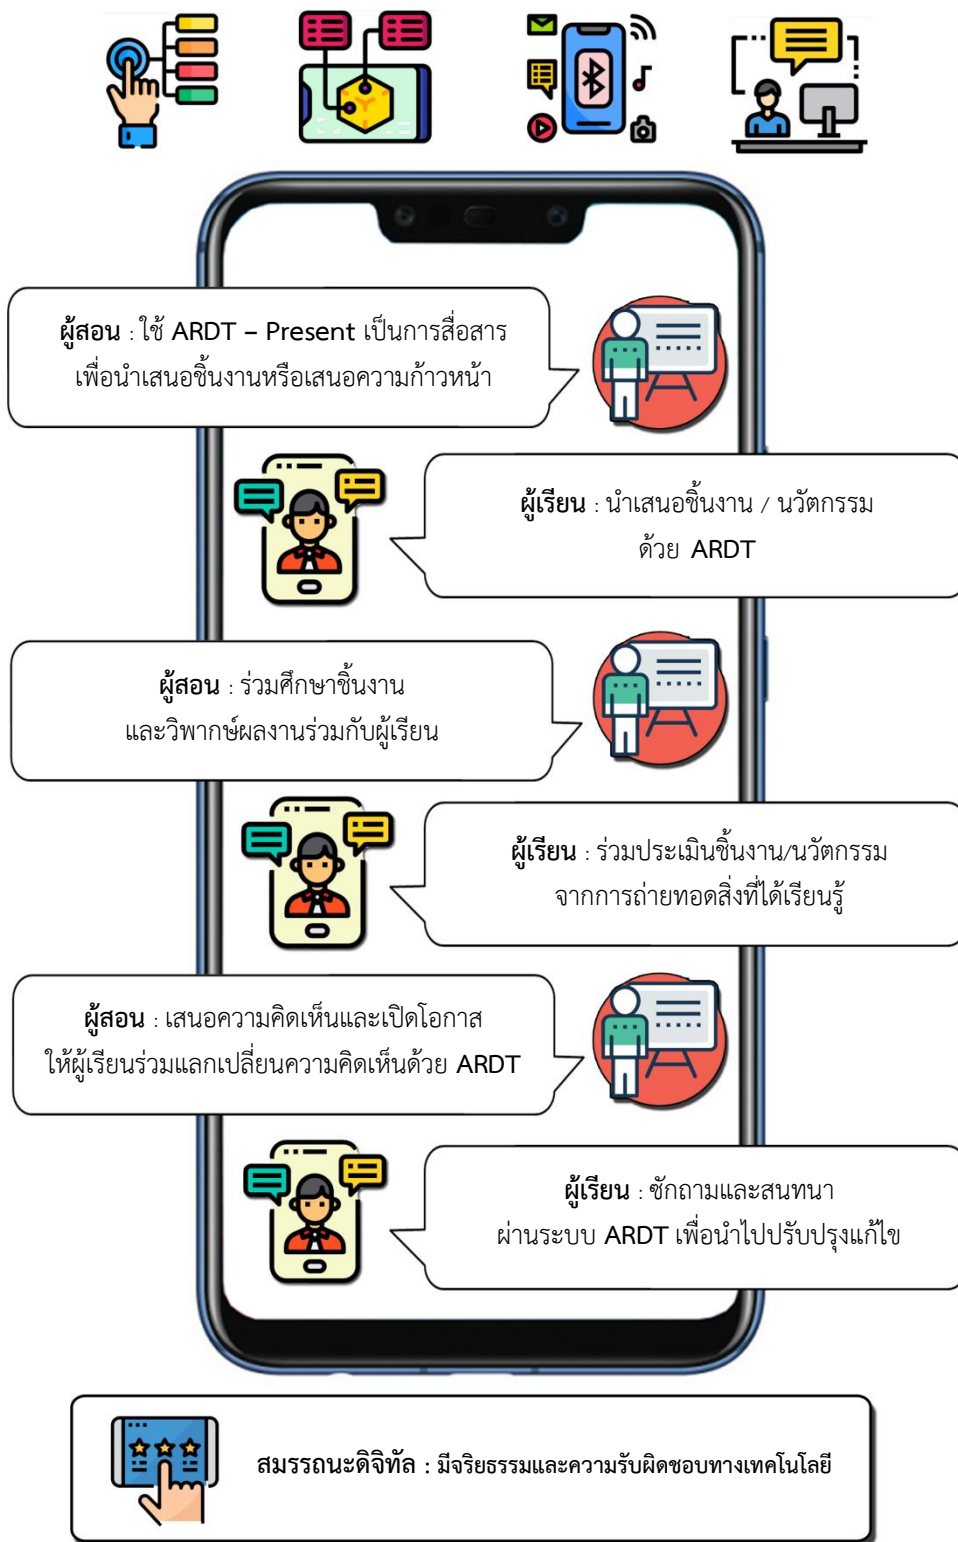 ผู้สอน : ใช้ ARDT – Present เป็นการสื่อสาร
เพื่อนำเสนอชิ้นงานหรือเสนอความก้าวหน้า
ผู้เรียน : นำเสนอชิ้นงาน / นวัตกรรม
ด้วย ARDT
ผู้สอน : ร่วมศึกษาชิ้นงาน
และวิพากษ์ผลงานร่วมกับผู้เรียน
ผู้เรียน : ร่วมประเมินชิ้นงาน/นวัตกรรม
จากการถ่ายทอดสิ่งที่ได้เรียนรู้
ผู้สอน : เสนอความคิดเห็นและเปิดโอกาส
ให้ผู้เรียนร่วมแลกเปลี่ยนความคิดเห็นด้วย ARDT
ผู้เรียน : ซักถามและสนทนา
ผ่านระบบ ARDT เพื่อนำไปปรับปรุงแก้ไข
สมรรถนะดิจิทัล : มีจริยธรรมและความรับผิดชอบทางเทคโนโลยี